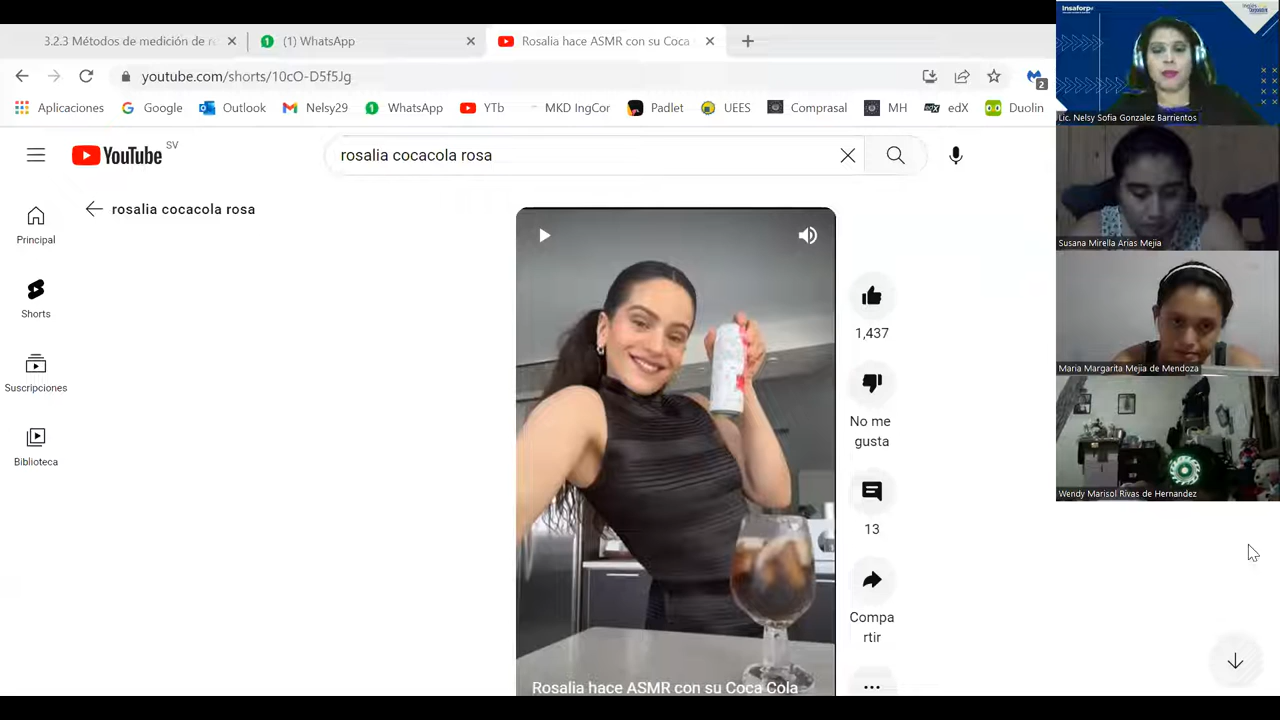 3.2.3 Métodos de medición de r
(1) WhatsApp
Rosalia hace ASMR con su Coca
youtube.com/shorts/10cO-D5f5Jg
2
Aplicaciones
Google
Outlook
Nelsy29
WhatsApp
YTb
MKD IngCor
Padlet
UEES
Comprasal
MH
edX
Duolin
YouTube SV
rosalia cocacola rosa
rosalia cocacola rosa
Principal
Shorts
Suscripciones
Biblioteca
1,437
No me
gusta
13
Compa
rtir
Rosalia hace ASMR con su Coca Cola
Insaforp
Lic. Nelsy Sofia Gonzalez Barrientos
Susana Mirella Arias Mejia
Maria Margarita Mejia de Mendoza
Wendy Marisol Rivas de Hernandez